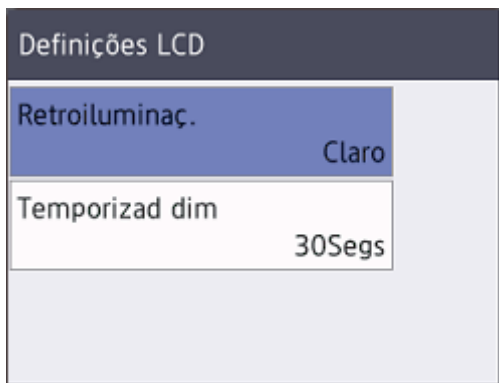 Definições LCD
Retroiluminaç.
Claro
Temporizad dim
30Segs